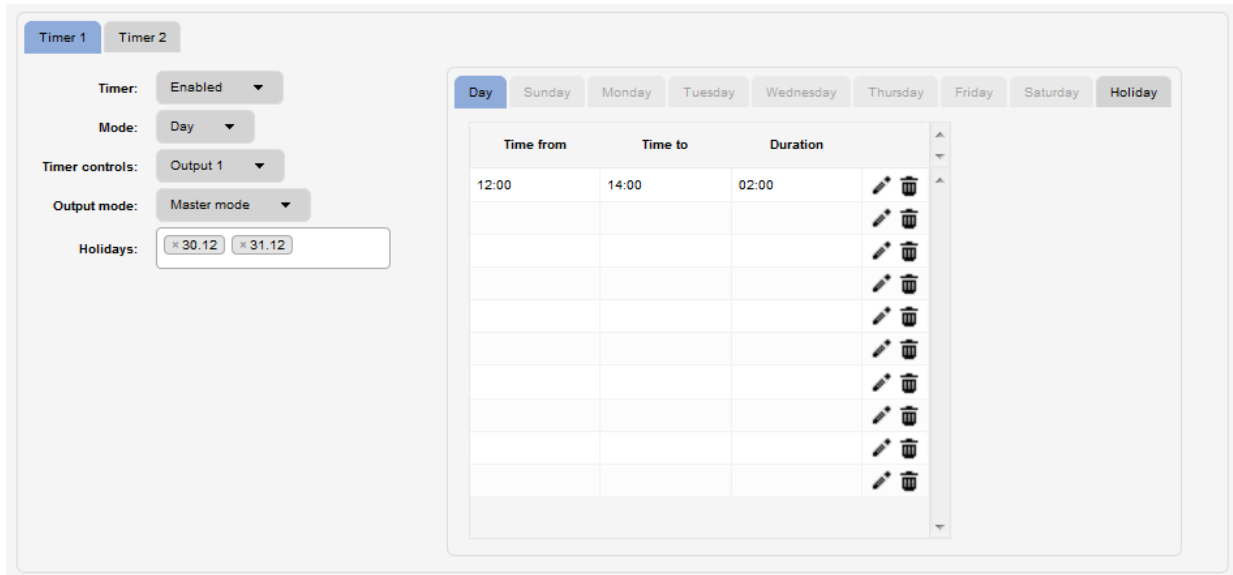 Timer 1 Timer 2
Timer: Enabled
Mode: Day
Timer controls: Output 1
Output mode: Master mode
Holidays: × 30.12 × 31.12
Day Sunday Monday Tuesday Wednesday Thursday Friday Saturday Holiday
Time from Time to Duration
12:00 14:00 02:00